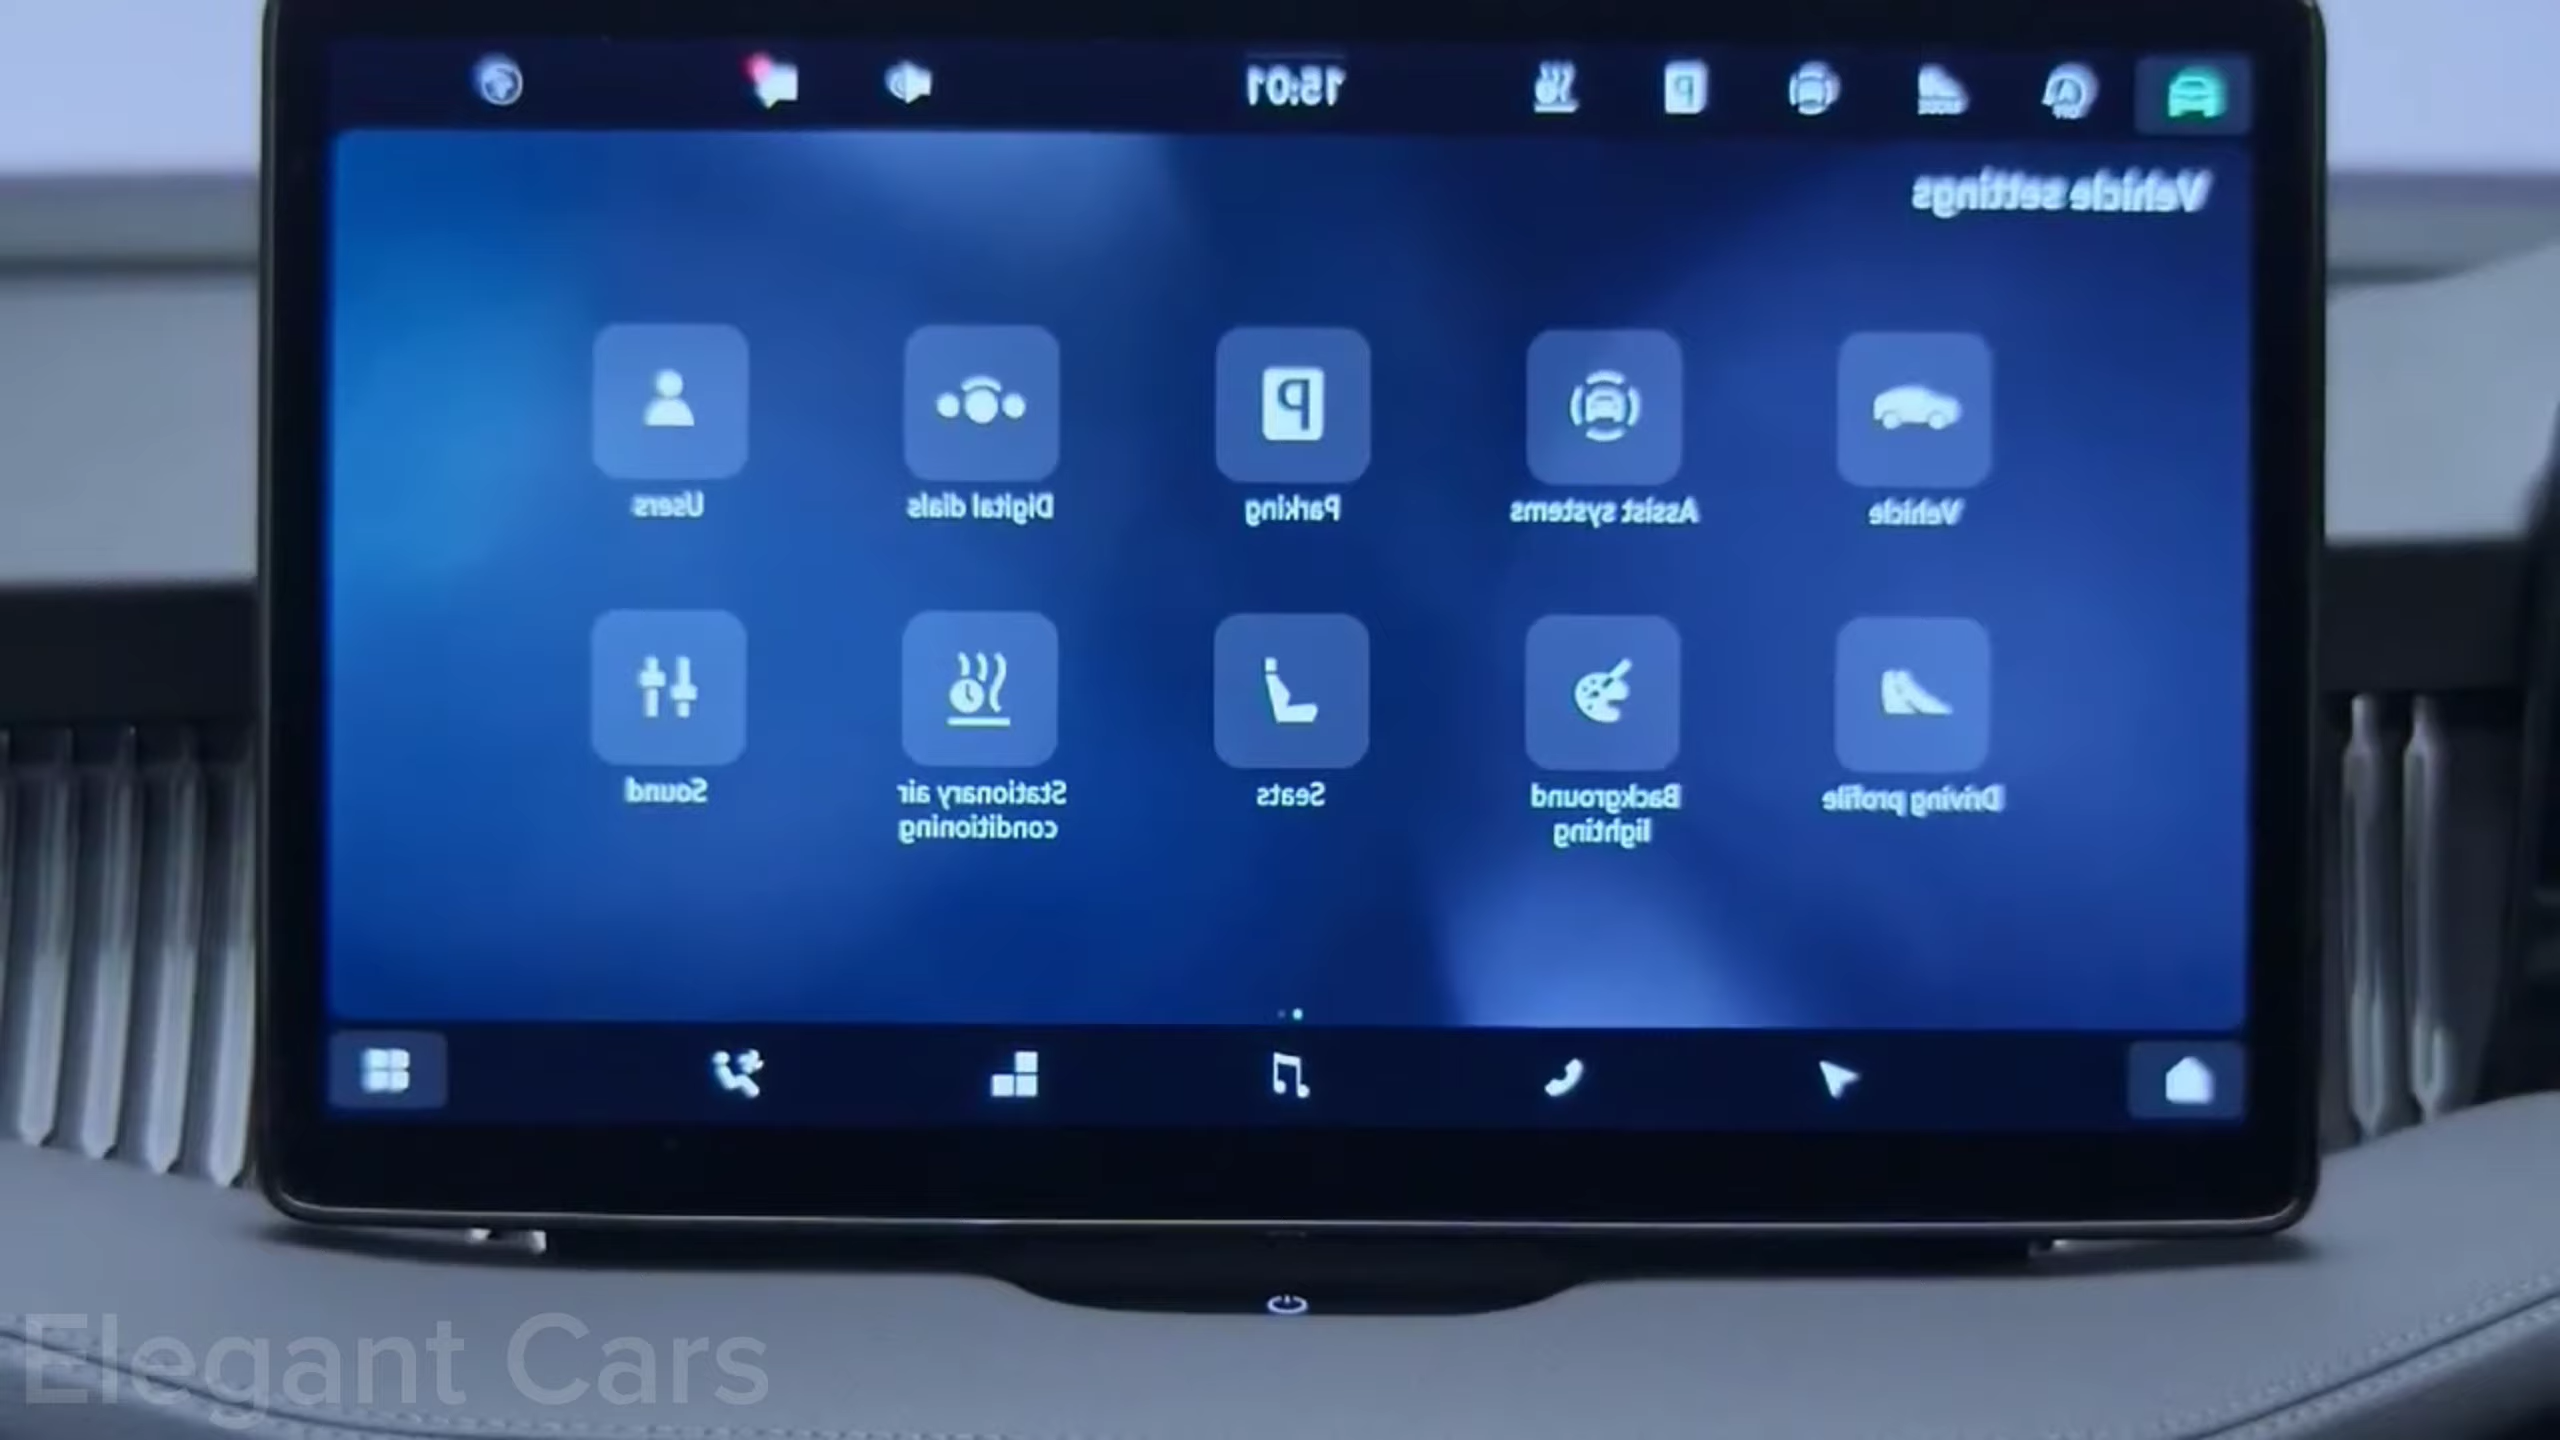 15:01
Vehicle settings
Vehicle
Assist systems
P
Parking
Digital dials
Users
Driving profile
Background
lighting
Seats
Stationary air
conditioning
Sound
Elegant Cars